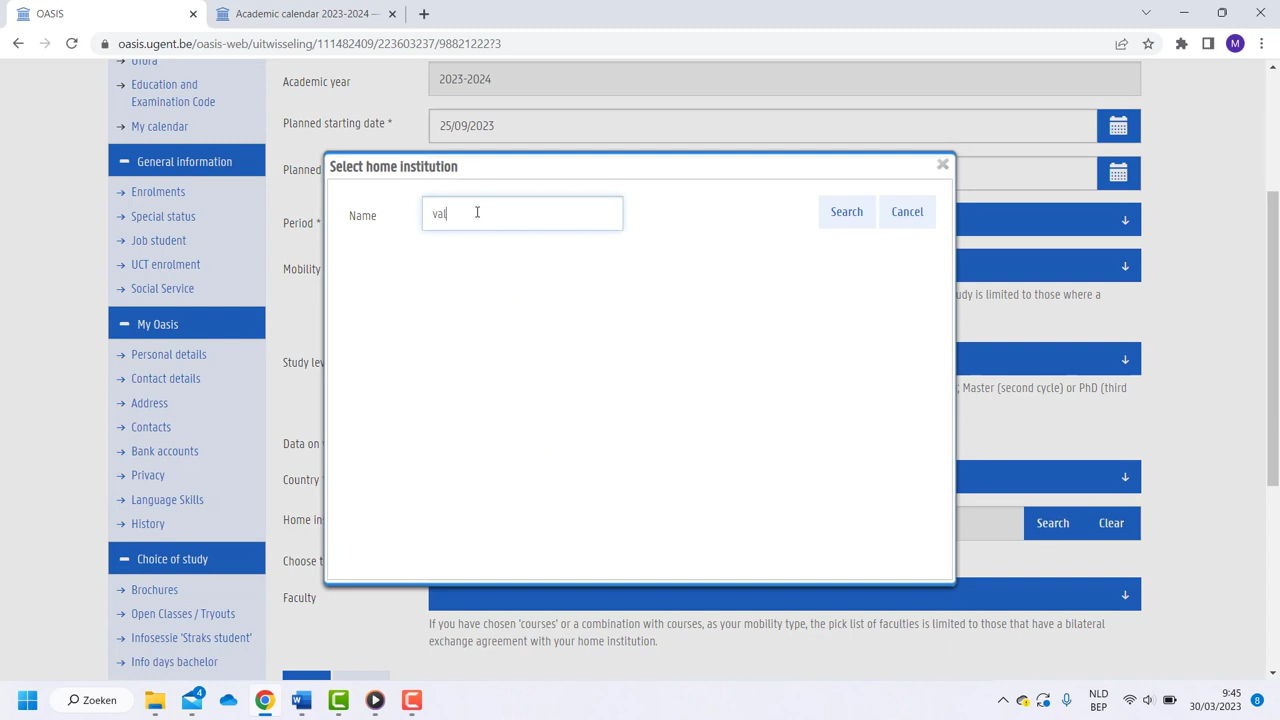 OASIS
Academic calendar 2023-2024 —
oasis.ugent.be/oasis-web/uitwisseling/111482409/223603237/98821222?3
M
Ufora
Education and
Examination Code
My calendar
General information
Enrolments
Special status
Job student
UCT enrolment
Social Service
My Oasis
Personal details
Contact details
Address
Contacts
Bank accounts
Privacy
Language Skills
History
Choice of study
Brochures
Open Classes / Tryouts
Infosessie 'Straks student'
Info days bachelor
Academic year
2023-2024
Planned starting date *
25/09/2023
Planned
Period *
Mobility
udy is limited to those where a
Study lev
; Master (second cycle) or PhD (third
Data on
Country
Home in
Search
Clear
Choose t
Faculty
If you have chosen 'courses' or a combination with courses, as your mobility type, the pick list of faculties is limited to those that have a bilateral
exchange agreement with your home institution.
Select home institution
Name
val
Search
Cancel
Zoeken
4
NLD
BEP
9:45
30/03/2023
8